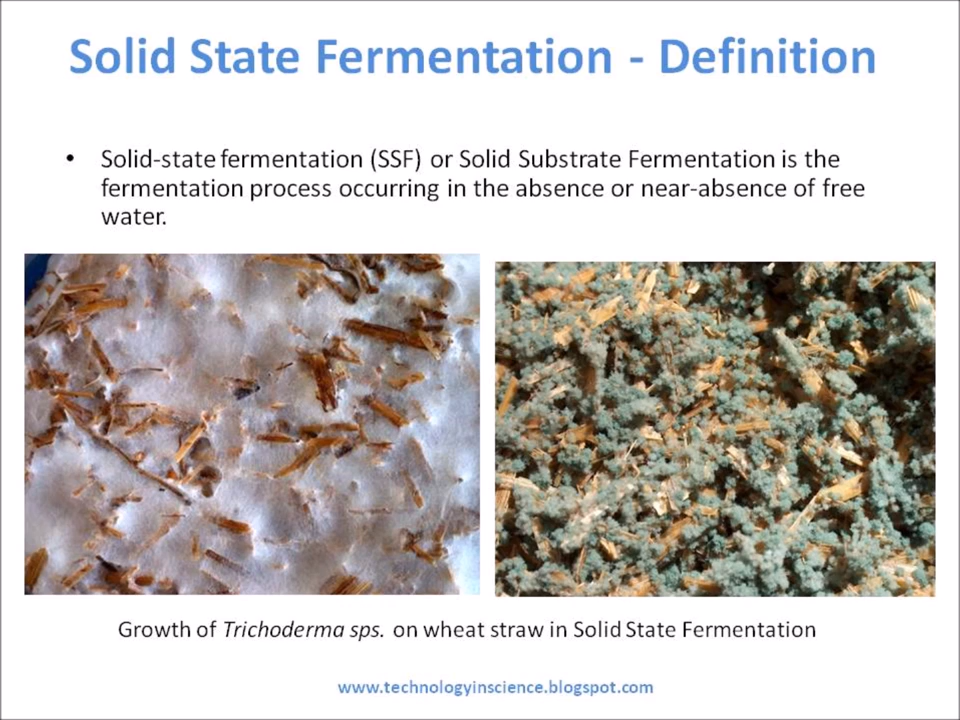 Solid State Fermentation - Definition
• Solid-state fermentation (SSF) or Solid Substrate Fermentation is the
fermentation process occurring in the absence or near-absence of free
water.
Growth of Trichoderma sps. on wheat straw in Solid State Fermentation
www.technologyinscience.blogspot.com